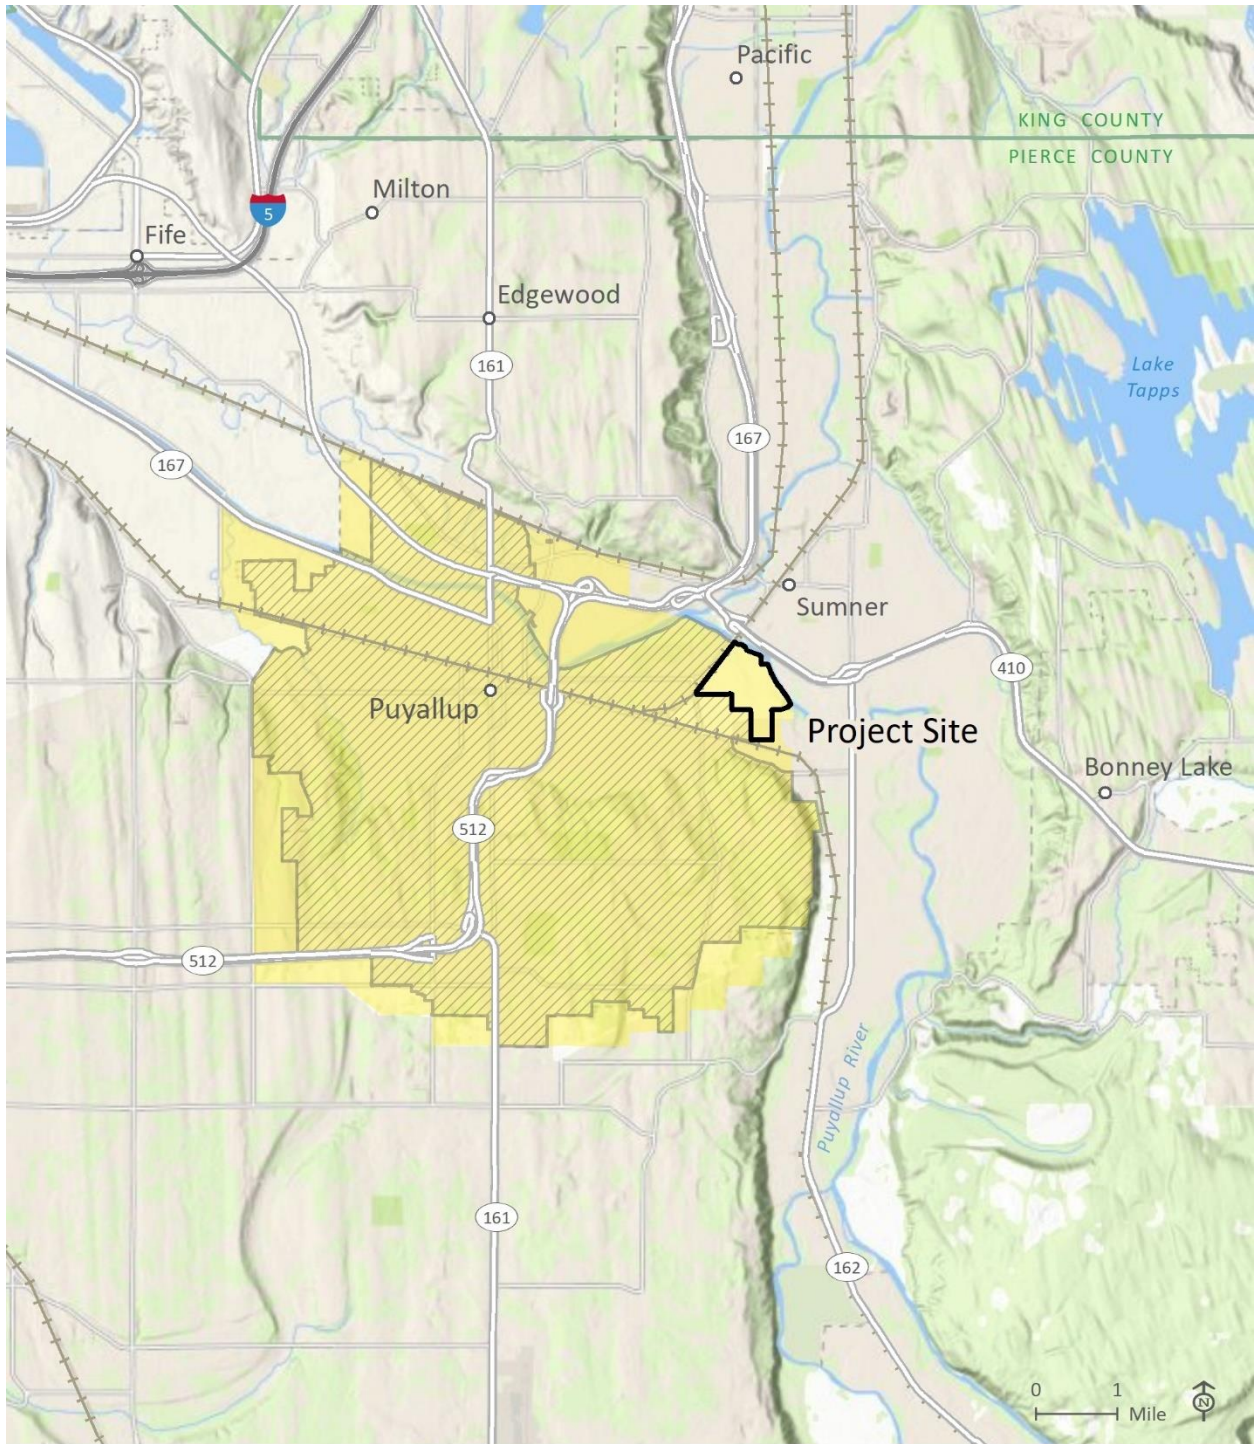 Pacific
KING COUNTY
PIERCE COUNTY
Milton
5
Fife
Edgewood
161
Lake
Tapps
167
167
Sumner
410
Puyallup
Project Site
Bonney Lake
512
512
Puyallup River
161
162
0 1
Mile
N